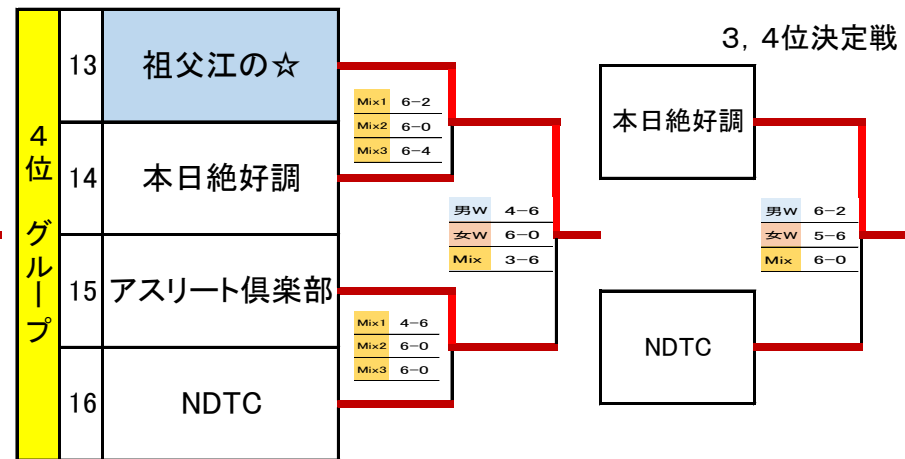 4位 グループ
13 祖父江の☆
14 本日絶好調
15 アスリート倶楽部
16 NDTC
Mix1 6-2
Mix2 6-0
Mix3 6-4
Mix1 4-6
Mix2 6-0
Mix3 6-0
男W 4-6
女W 6-0
Mix 3-6
3，4位決定戦
本日絶好調
男W 6-2
女W 5-6
Mix 6-0
NDTC